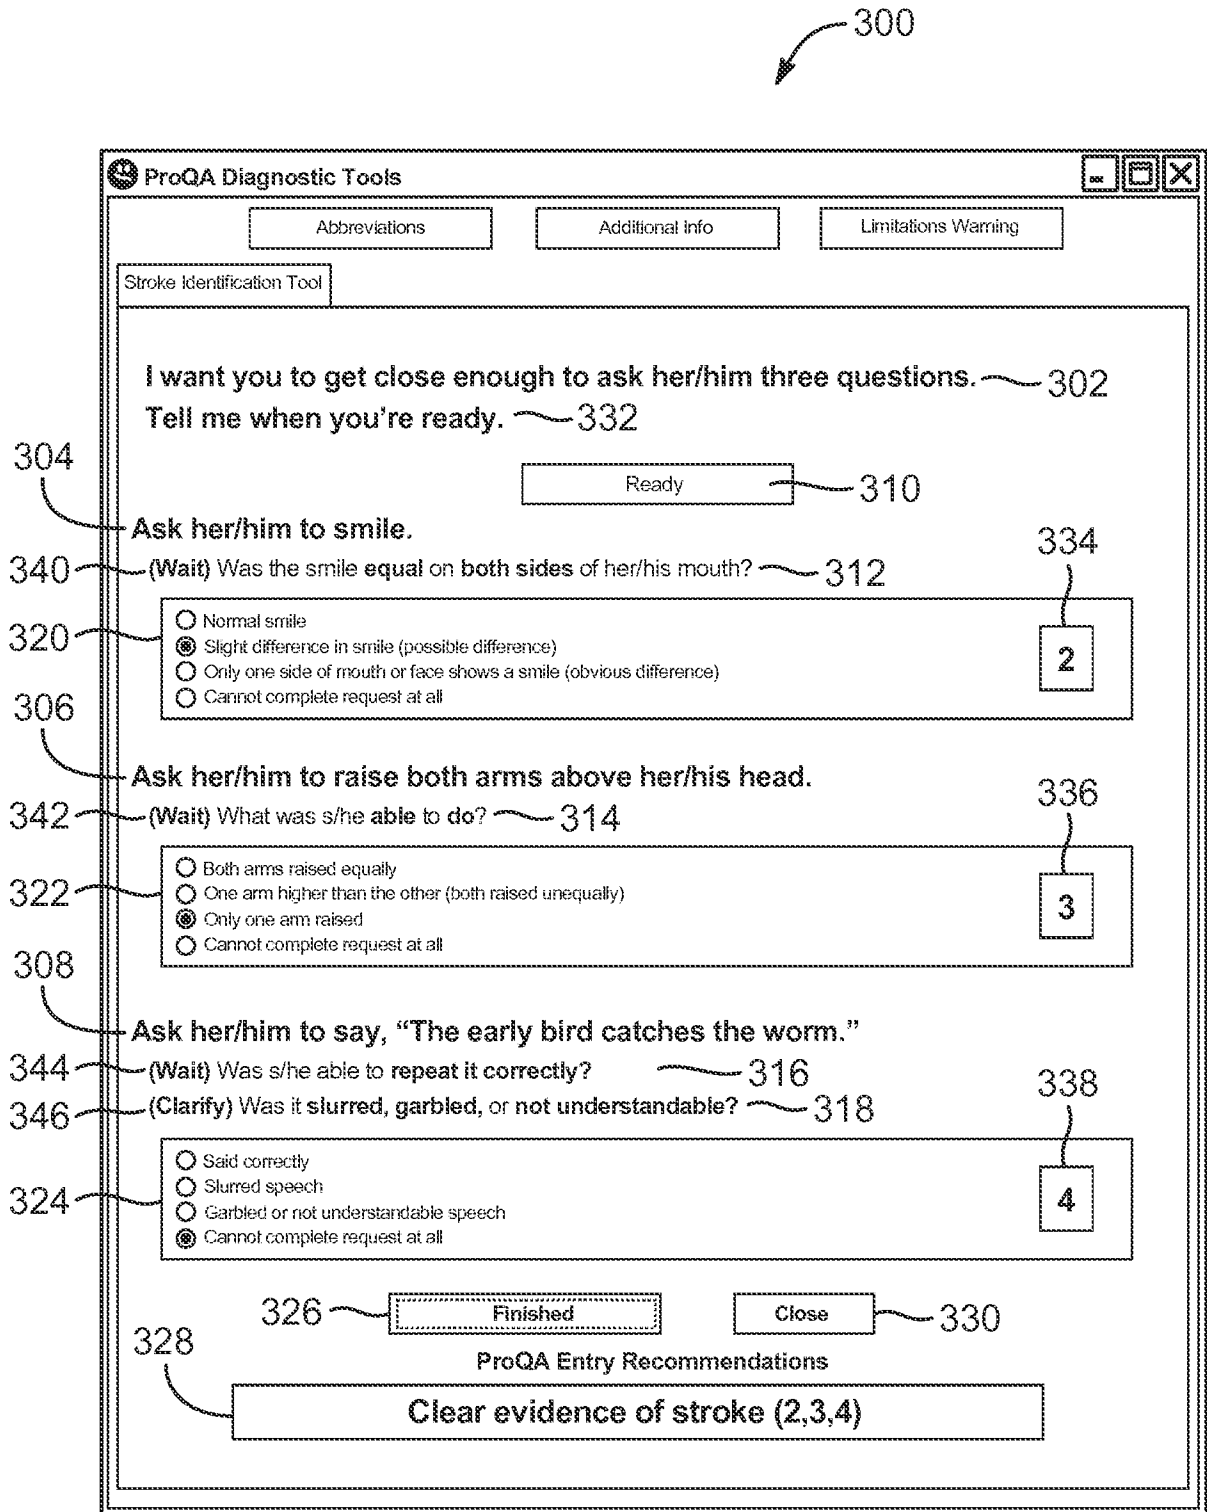 300
ProQA Diagnostic Tools
Abbreviations Additional Info Limitations Warning
Stroke Identification Tool
I want you to get close enough to ask her/him three questions. 302
Tell me when you're ready. 332
304
Ready 310
Ask her/him to smile.
334
340 (Wait) Was the smile equal on both sides of her/his mouth? 312
320
Normal smile
Slight difference in smile (possible difference)
Only one side of mouth or face shows a smile (obvious difference)
Cannot complete request at all
2
306
Ask her/him to raise both arms above her/his head.
336
342 (Wait) What was s/he able to do? 314
322
Both arms raised equally
One arm higher than the other (both raised unequally)
Only one arm raised
Cannot complete request at all
3
308
Ask her/him to say, “The early bird catches the worm.”
344 (Wait) Was s/he able to repeat it correctly? 316
338
346 (Clarify) Was it slurred, garbled, or not understandable? 318
324
Said correctly
Slurred speech
Garbled or not understandable speech
Cannot complete request at all
4
326 Finished Close 330
328
ProQA Entry Recommendations
Clear evidence of stroke (2,3,4)